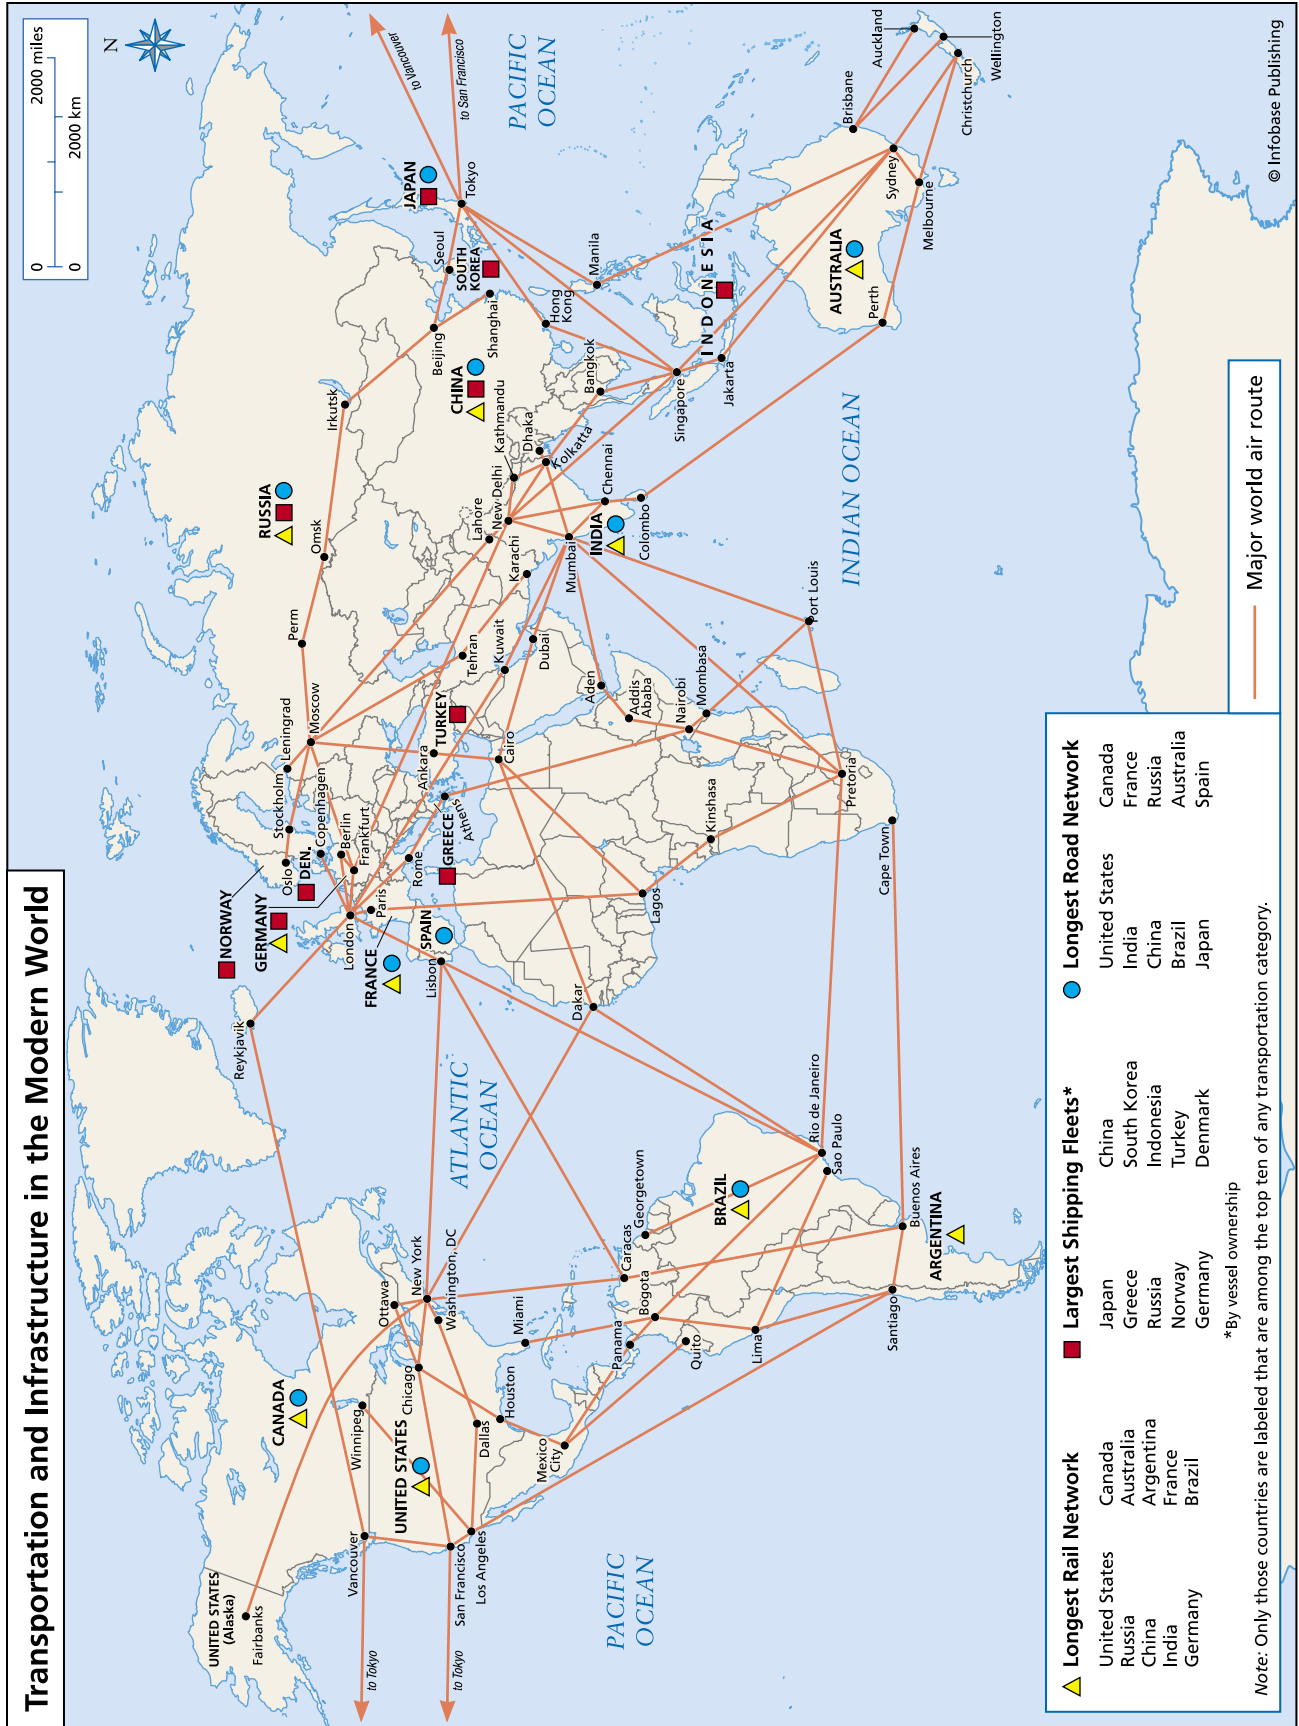 Transportation and Infrastructure in the Modern World
0 2000 miles
0 2000 km
N
to Vancouver
to San Francisco
PACIFIC
OCEAN
UNITED STATES
(Alaska)
Fairbanks
CANADA
Vancouver
Winnipeg
Ottawa
UNITED STATES
Chicago
New York
Washington, DC
San Francisco
Los Angeles
Dallas
Houston
Miami
Mexico
City
to Tokyo
to Tokyo
PACIFIC
OCEAN
ATLANTIC
OCEAN
Panama
Bogota
Caracas
Georgetown
Quito
Lima
BRAZIL
Rio de Janeiro
Sao Paulo
Santiago
Buenos Aires
ARGENTINA
Reykjavik
NORWAY
GERMANY
DEN.
Oslo
Stockholm
Leningrad
Copenhagen
Berlin
Frankfurt
London
Paris
FRANCE
Lisbon
SPAIN
Rome
GREECE
Athens
Ankara
TURKEY
Moscow
Perm
Omsk
RUSSIA
Irkutsk
Tehran
Kuwait
Dubai
Cairo
Dakar
Lagos
Kinshasa
Aden
Addis
Ababa
Nairobi
Mombasa
Pretoria
Cape Town
Port Louis
Karachi
Lahore
New Delhi
Kathmandu
Dhaka
Kolkatta
Mumbai
INDIA
Chennai
Colombo
INDIAN OCEAN
CHINA
Beijing
Shanghai
Seoul
SOUTH
KOREA
JAPAN
Tokyo
Hong
Kong
Manila
Bangkok
Singapore
Jakarta
INDONESIA
AUSTRALIA
Perth
Brisbane
Sydney
Melbourne
Auckland
Wellington
Christchurch
Longest Rail Network
United States
Russia
China
India
Germany
Canada
Australia
Argentina
France
Brazil
Largest Shipping Fleets*
Japan
Greece
Russia
Norway
Germany
China
South Korea
Indonesia
Turkey
Denmark
*By vessel ownership
Longest Road Network
United States
India
China
Brazil
Japan
Canada
France
Russia
Australia
Spain
Note: Only those countries are labeled that are among the top ten of any transportation category.
Major world air route
© Infobase Publishing